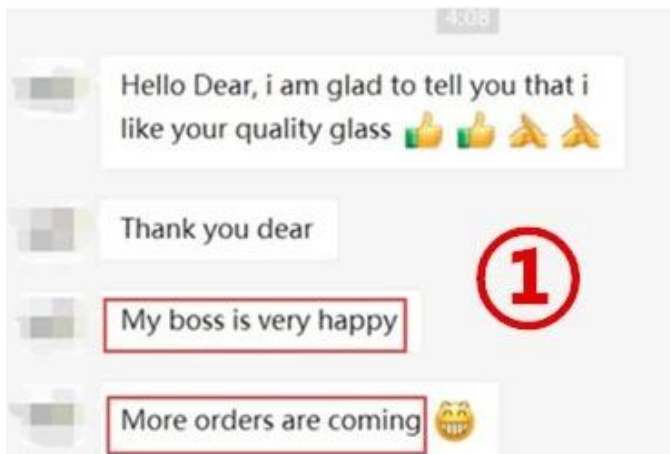 4:08
Hello Dear, i am glad to tell you that i
like your quality glass 👍 👍 🙏 🙏
Thank you dear
My boss is very happy
1
More orders are coming 😁